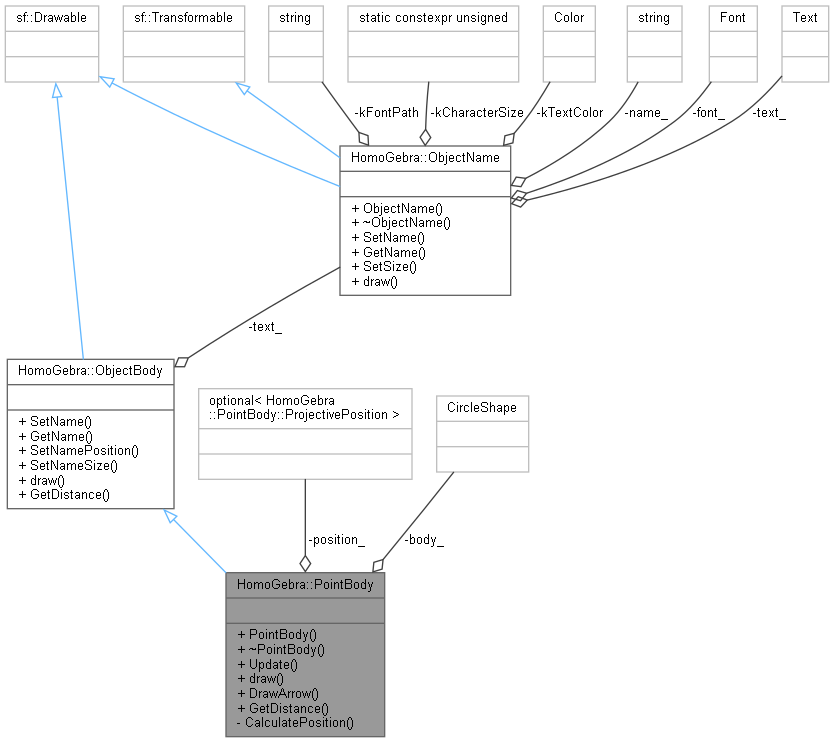 sf::Drawable
sf::Transformable
string
static constexpr unsigned
Color
string
Font
Text
-kFontPath
-kCharacterSize
-kTextColor
-name_
-font_
-text_
HomoGebra::ObjectName
+ ObjectName()
+ ~ObjectName()
+ SetName()
+ GetName()
+ SetSize()
+ draw()
-text_
HomoGebra::ObjectBody
+ SetName()
+ GetName()
+ SetNamePosition()
+ SetNameSize()
+ draw()
+ GetDistance()
optional< HomoGebra
::PointBody::ProjectivePosition >
CircleShape
-position_
-body_
HomoGebra::PointBody
+ PointBody()
+ ~PointBody()
+ Update()
+ draw()
+ DrawArrow()
+ GetDistance()
- CalculatePosition()